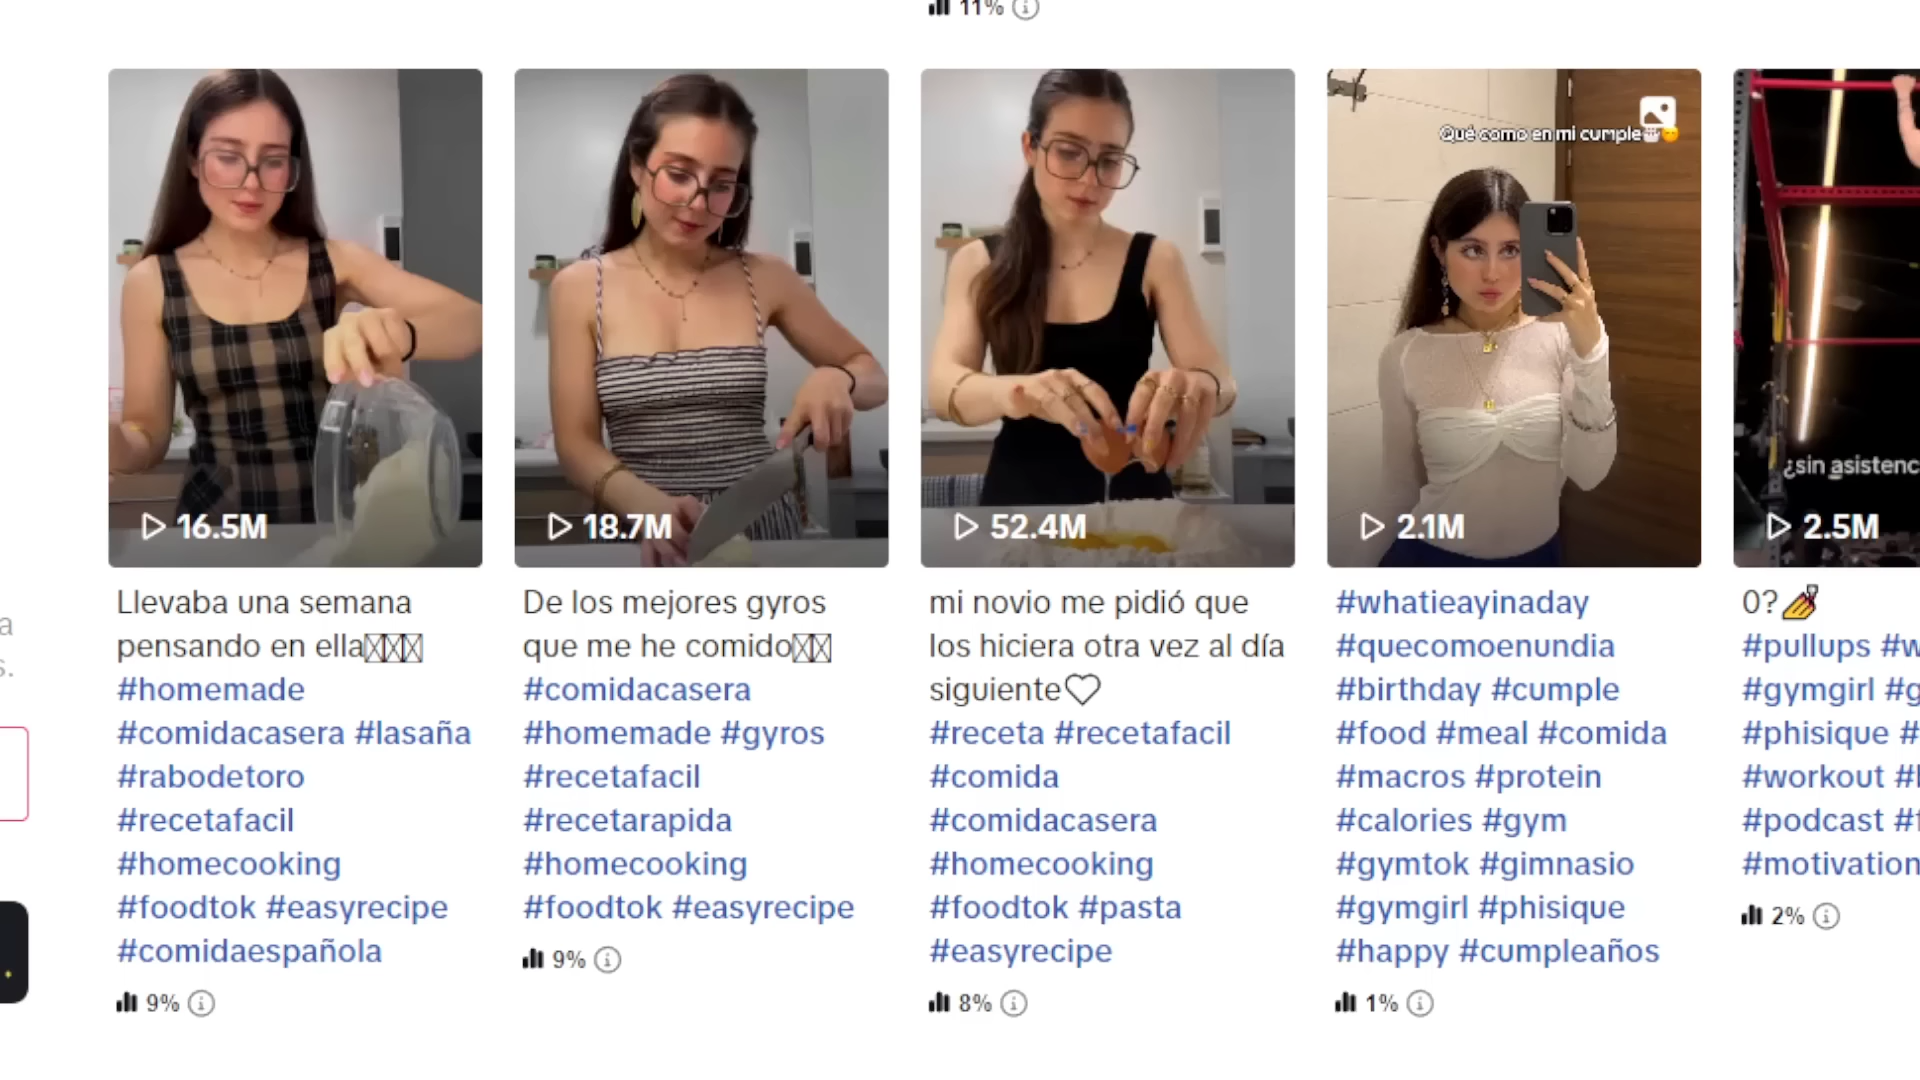 11%
Qué como en mi cumple
¿sin asistenc
16.5M
18.7M
52.4M
2.1M
2.5M
a
s.
Llevaba una semana
pensando en ella
#homemade
#comidacasera #lasaña
#rabodetoro
#recetafacil
#homecooking
#foodtok #easyrecipe
#comidaespañola
9%
De los mejores gyros
que me he comido
#comidacasera
#homemade #gyros
#recetafacil
#recetarapida
#homecooking
#foodtok #easyrecipe
9%
mi novio me pidió que
los hiciera otra vez al día
siguiente♡
#receta #recetafacil
#comida
#comidacasera
#homecooking
#foodtok #pasta
#easyrecipe
8%
#whatieayinaday
#quecomoenundia
#birthday #cumple
#food #meal #comida
#macros #protein
#calories #gym
#gymtok #gimnasio
#gymgirl #phisique
#happy #cumpleaños
1%
0?💅
#pullups #w
#gymgirl #g
#phisique #
#workout #b
#podcast #f
#motivation
2%